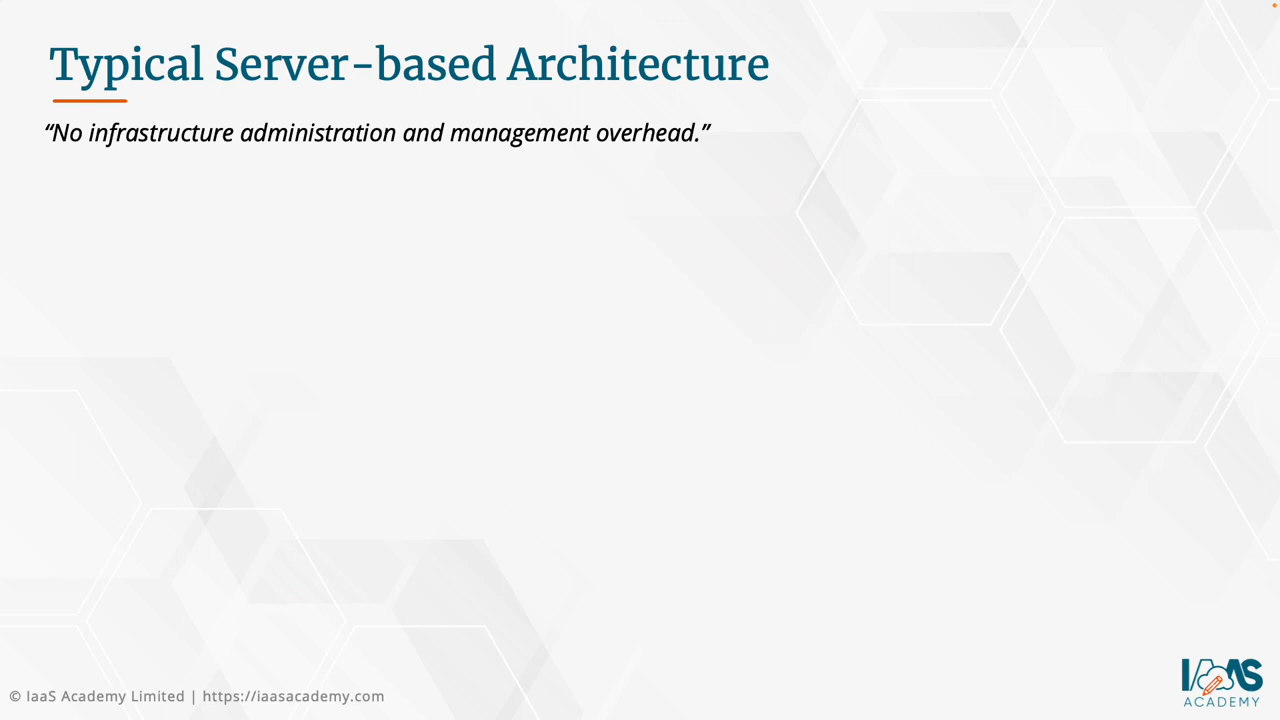 Typical Server-based Architecture
“No infrastructure administration and management overhead.”
© IaaS Academy Limited | https://iaasacademy.com
IAAS
ACADEMY